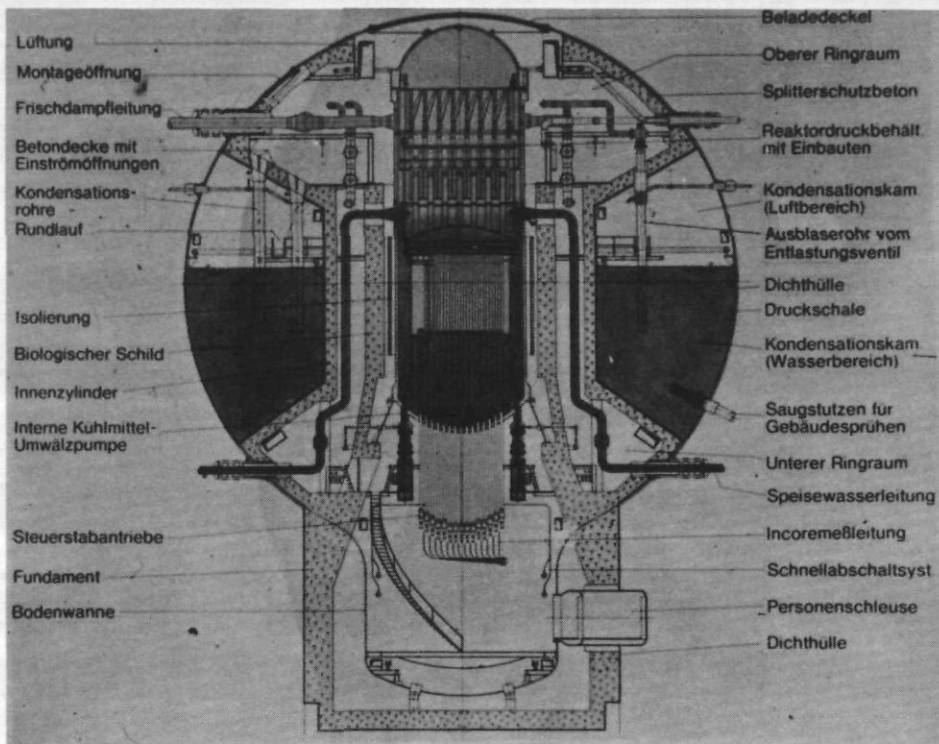 Lüftung
Montageöffnung
Frischdampfleitung
Betondecke mit
Einströmöffnungen
Kondensations-
rohre
Rundlauf
Isolierung
Biologischer Schild
Innenzylinder
Interne Kühlmittel-
Umwälzpumpe
Steuerstabantriebe
Fundament
Bodenwanne
Beladedeckel
Oberer Ringraum
Splitterschutzbeton
Reaktordruckbehält
mit Einbauten
Kondensationskam
(Luftbereich)
Ausblaserohr vom
Entlastungsventil
Dichthülle
Druckschale
Kondensationskam
(Wasserbereich)
Saugstutzen für
Gebäudesprühen
Unterer Ringraum
Speisewasserleitung
Incoremeßleitung
Schnellabschaltsyst
Personenschleuse
Dichthülle